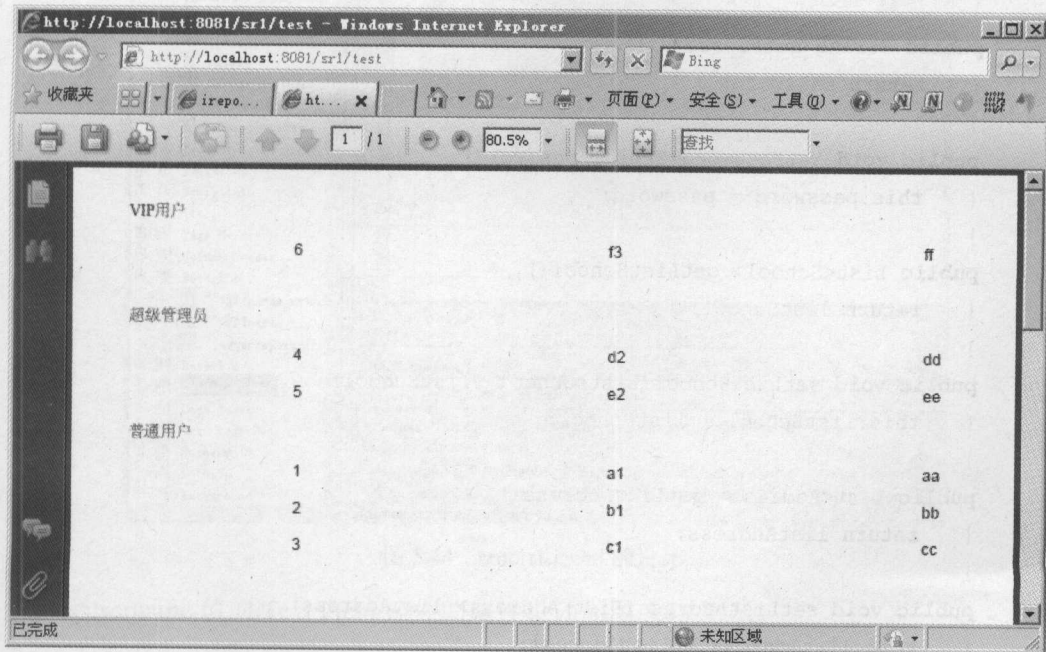 http://localhost:8081/sr1/test - Windows Internet Explorer
http://localhost:8081/sr1/test
Bing
收藏夹
irepo...
ht...
页面(P)
安全(S)
工具(O)
1 /1
80.5%
查找
VIP用户
6 f3 ff
超级管理员
4 d2 dd
5 e2 ee
普通用户
1 a1 aa
2 b1 bb
3 c1 cc
已完成
未知区域